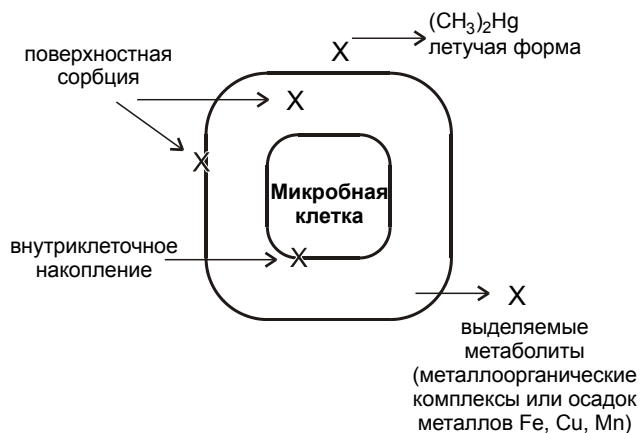 (CH3)2Hg
X
летучая форма
поверхностная
сорбция
X
X
Микробная
клетка
внутриклеточное
накопление
X
X
выделяемые
метаболиты
(металлоорганические
комплексы или осадок
металлов Fe, Cu, Mn)